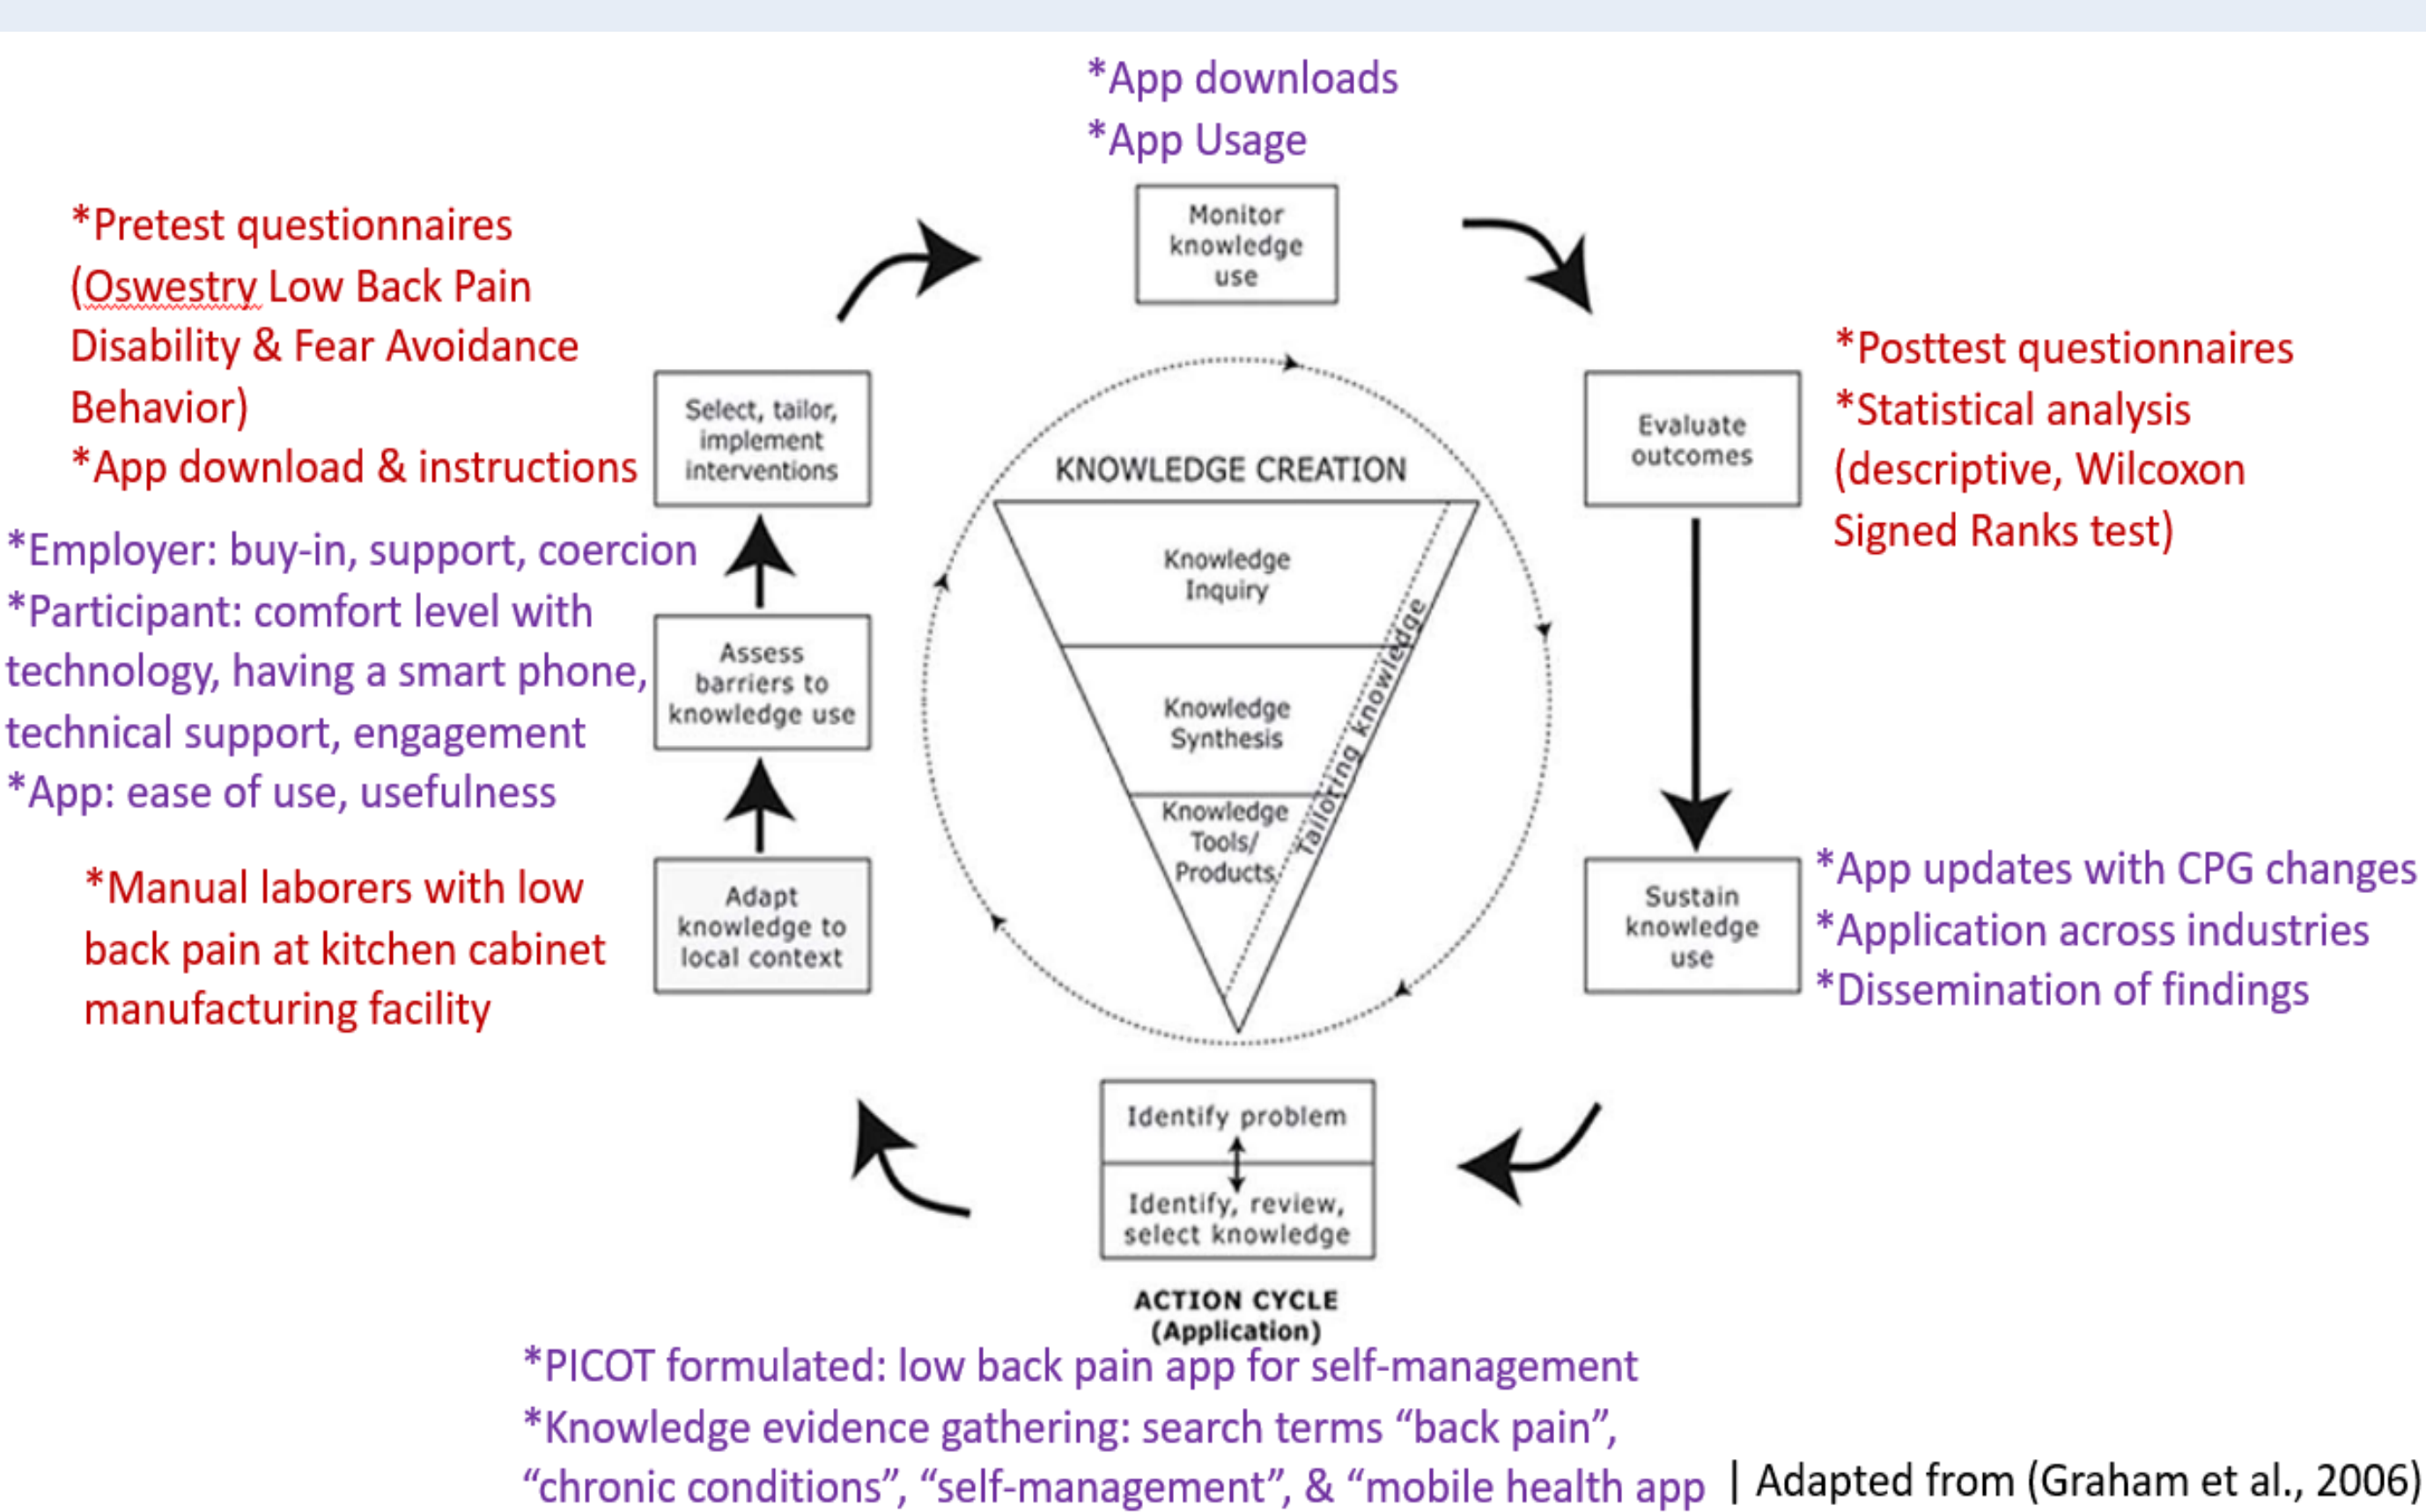 *App downloads
*App Usage
Monitor
knowledge
use
*Pretest questionnaires
(Oswestry Low Back Pain
Disability & Fear Avoidance
Behavior)
*App download & instructions
Select, tailor,
implement
interventions
*Posttest questionnaires
*Statistical analysis
(descriptive, Wilcoxon
Signed Ranks test)
Evaluate
outcomes
KNOWLEDGE CREATION
Knowledge
Inquiry
Knowledge
Synthesis
Knowledge
Tools/
Products
Tailoring knowledge
*Employer: buy-in, support, coercion
*Participant: comfort level with
technology, having a smart phone,
technical support, engagement
*App: ease of use, usefulness
Assess
barriers to
knowledge use
*Manual laborers with low
back pain at kitchen cabinet
manufacturing facility
Adapt
knowledge to
local context
Sustain
knowledge
use
*App updates with CPG changes
*Application across industries
*Dissemination of findings
Identify problem
Identify, review,
select knowledge
ACTION CYCLE
(Application)
*PICOT formulated: low back pain app for self-management
*Knowledge evidence gathering: search terms “back pain”,
“chronic conditions”, “self-management”, & “mobile health app
| Adapted from (Graham et al., 2006)